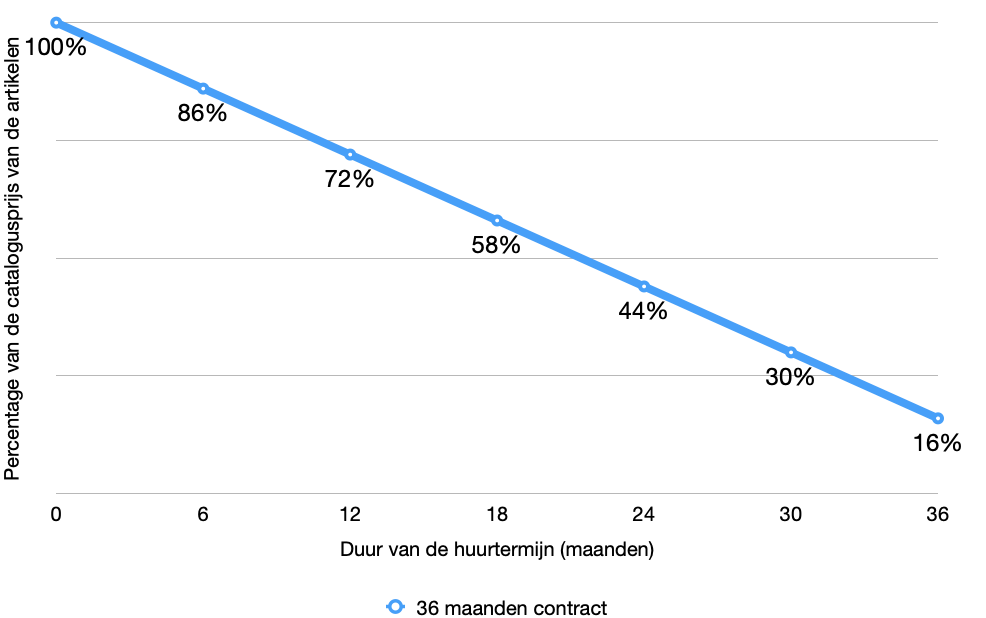 Percentage van de catalogusprijs van de artikelen
100%
86%
72%
58%
44%
30%
16%
0 6 12 18 24 30 36
Duur van de huurtermijn (maanden)
36 maanden contract